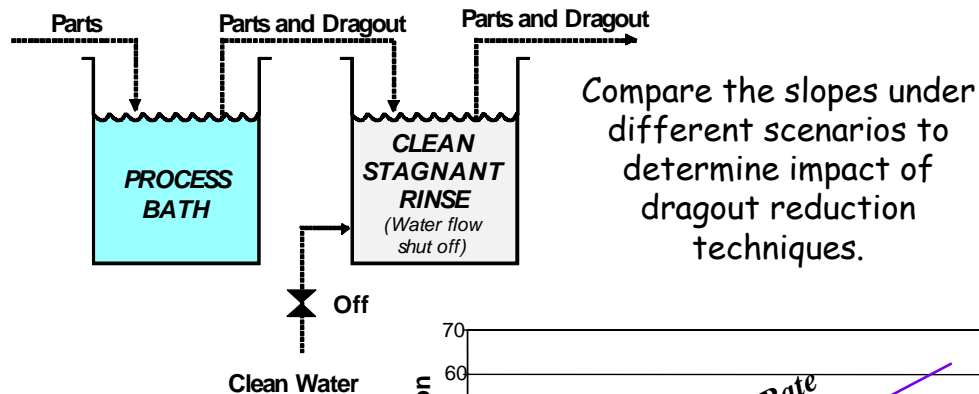 Parts
Parts and Dragout
Parts and Dragout
Compare the slopes under
different scenarios to
determine impact of
dragout reduction
techniques.
PROCESS
BATH
CLEAN
STAGNANT
RINSE
(Water flow
shut off)
Off
Clean Water
70
60
Rate